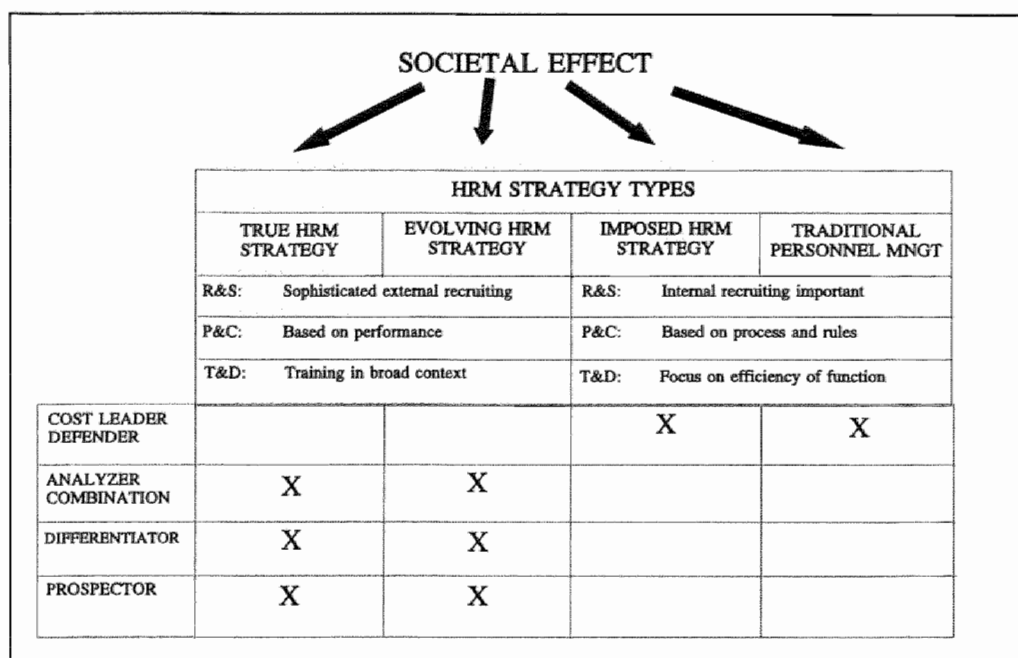 SOCIETAL EFFECT
HRM STRATEGY TYPES
TRUE HRM
STRATEGY
EVOLVING HRM
STRATEGY
IMPOSED HRM
STRATEGY
TRADITIONAL
PERSONNEL MNGT
R&S: Sophisticated external recruiting
R&S: Internal recruiting important
P&C: Based on performance
P&C: Based on process and rules
T&D: Training in broad context
T&D: Focus on efficiency of function
COST LEADER
DEFENDER
X X
ANALYZER
COMBINATION
X X
DIFFERENTIATOR X X
PROSPECTOR X X